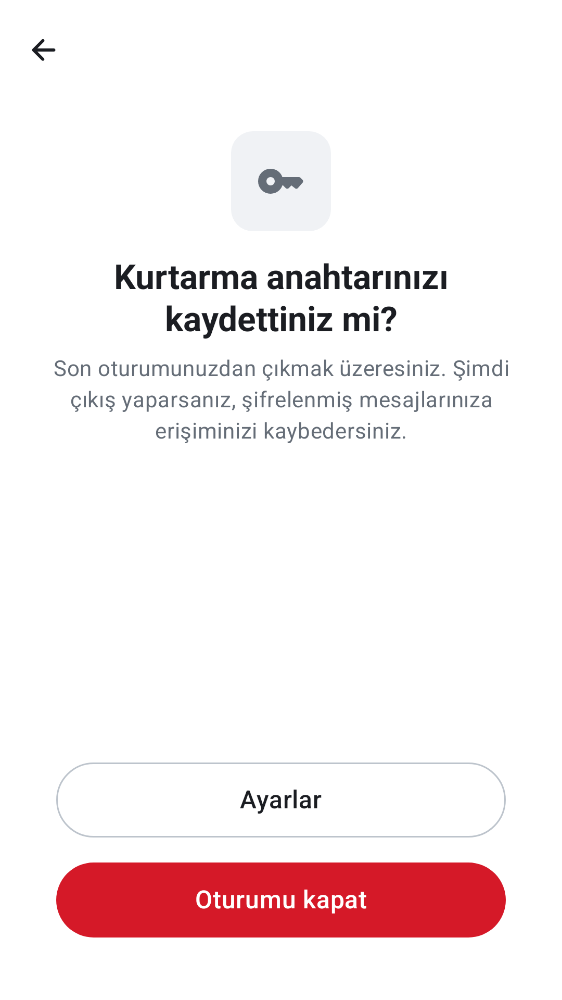 Kurtarma anahtarınızı
kaydettiniz mi?
Son oturumunuzdan çıkmak üzeresiniz. Şimdi
çıkış yaparsanız, şifrelenmiş mesajlarınıza
erişiminizi kaybedersiniz.
Ayarlar
Oturumu kapat